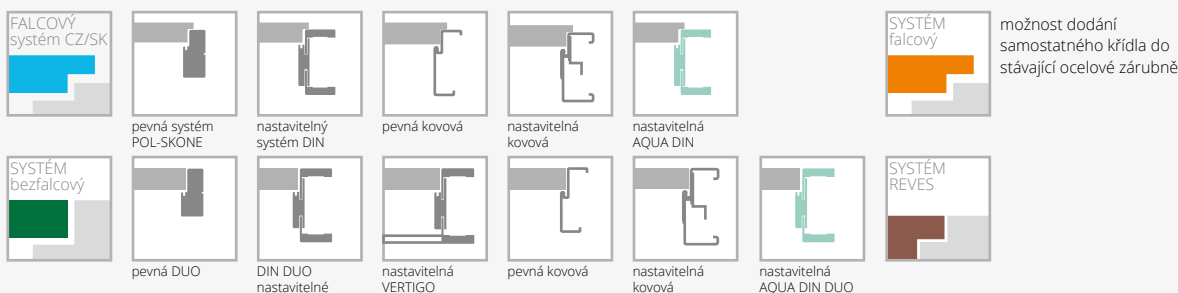 FALCOVÝ
systém CZ/SK
pevná systém
POL-SKONE
nastavitelný
systém DIN
pevná kovová
nastavitelná
kovová
nastavitelná
AQUA DIN
SYSTÉM
falcový
možnost dodání
samostatného křídla do
stávající ocelové zárubně
SYSTÉM
bezfalcový
pevná DUO
DIN DUO
nastavitelné
nastavitelná
VERTIGO
pevná kovová
nastavitelná
kovová
nastavitelná
AQUA DIN DUO
SYSTÉM
REVES